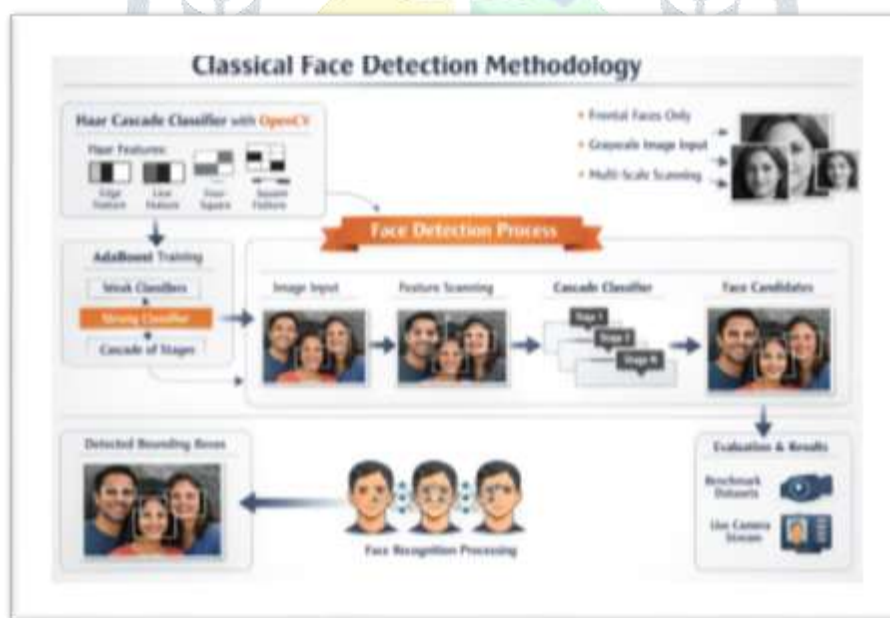 Classical Face Detection Methodology
Haar Cascade Classifier with OpenCV
Haar Features:
Edge
Feature
Line
Feature
Four-
Square
Square
Feature
Frontal Faces Only
Grayscale Image Input
Multi-Scale Scanning
Face Detection Process
AdaBoost Training
Weak Classifiers
Strong Classifier
Cascade of Stages
Image Input
Feature Scanning
Cascade Classifier
Face Candidates
Stage 1
Stage 2
Stage N
Detected Bounding Boxes
Face Recognition Processing
Evaluation & Results
Benchmark
Datasets
Live Camera
Stream